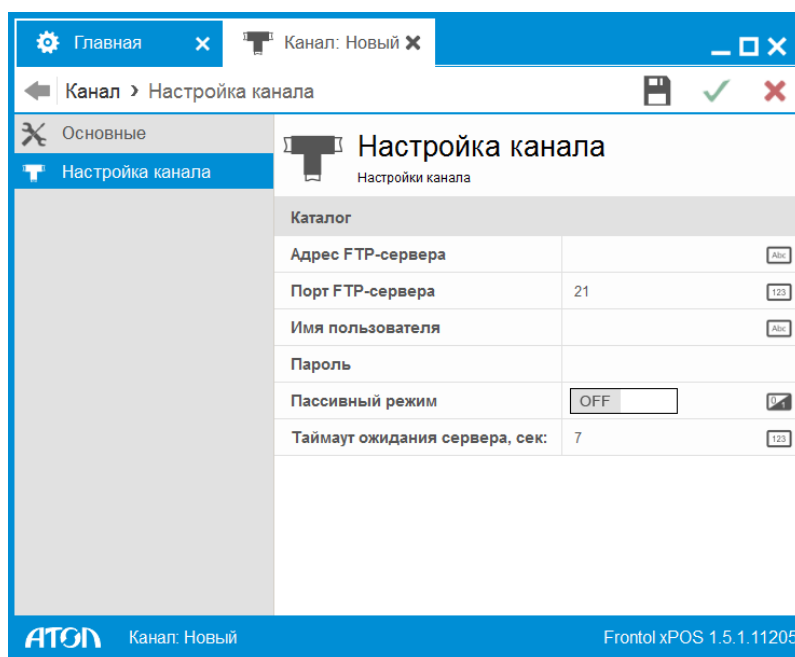 Главная
Канал: Новый
Канал › Настройка канала
Основные
Настройка канала
Настройка канала
Настройки канала
Каталог
Адрес FTP-сервера Abc
Порт FTP-сервера 21 123
Имя пользователя Abc
Пароль
Пассивный режим OFF 0 1
Таймаут ожидания сервера, сек: 7 123
АТОЛ Канал: Новый Frontol xPOS 1.5.1.11205